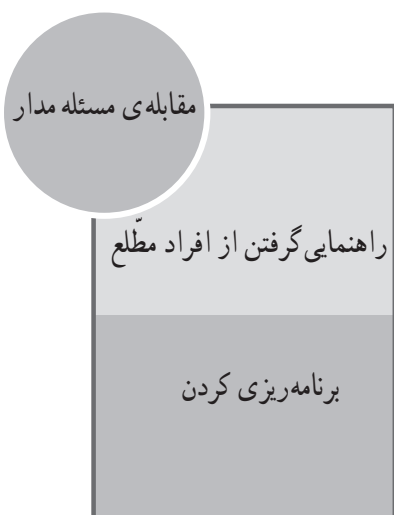 مقابله‌ی مسئله مدار
راهنمایی‌گرفتن از افراد مطّلع
برنامه‌ریزی کردن